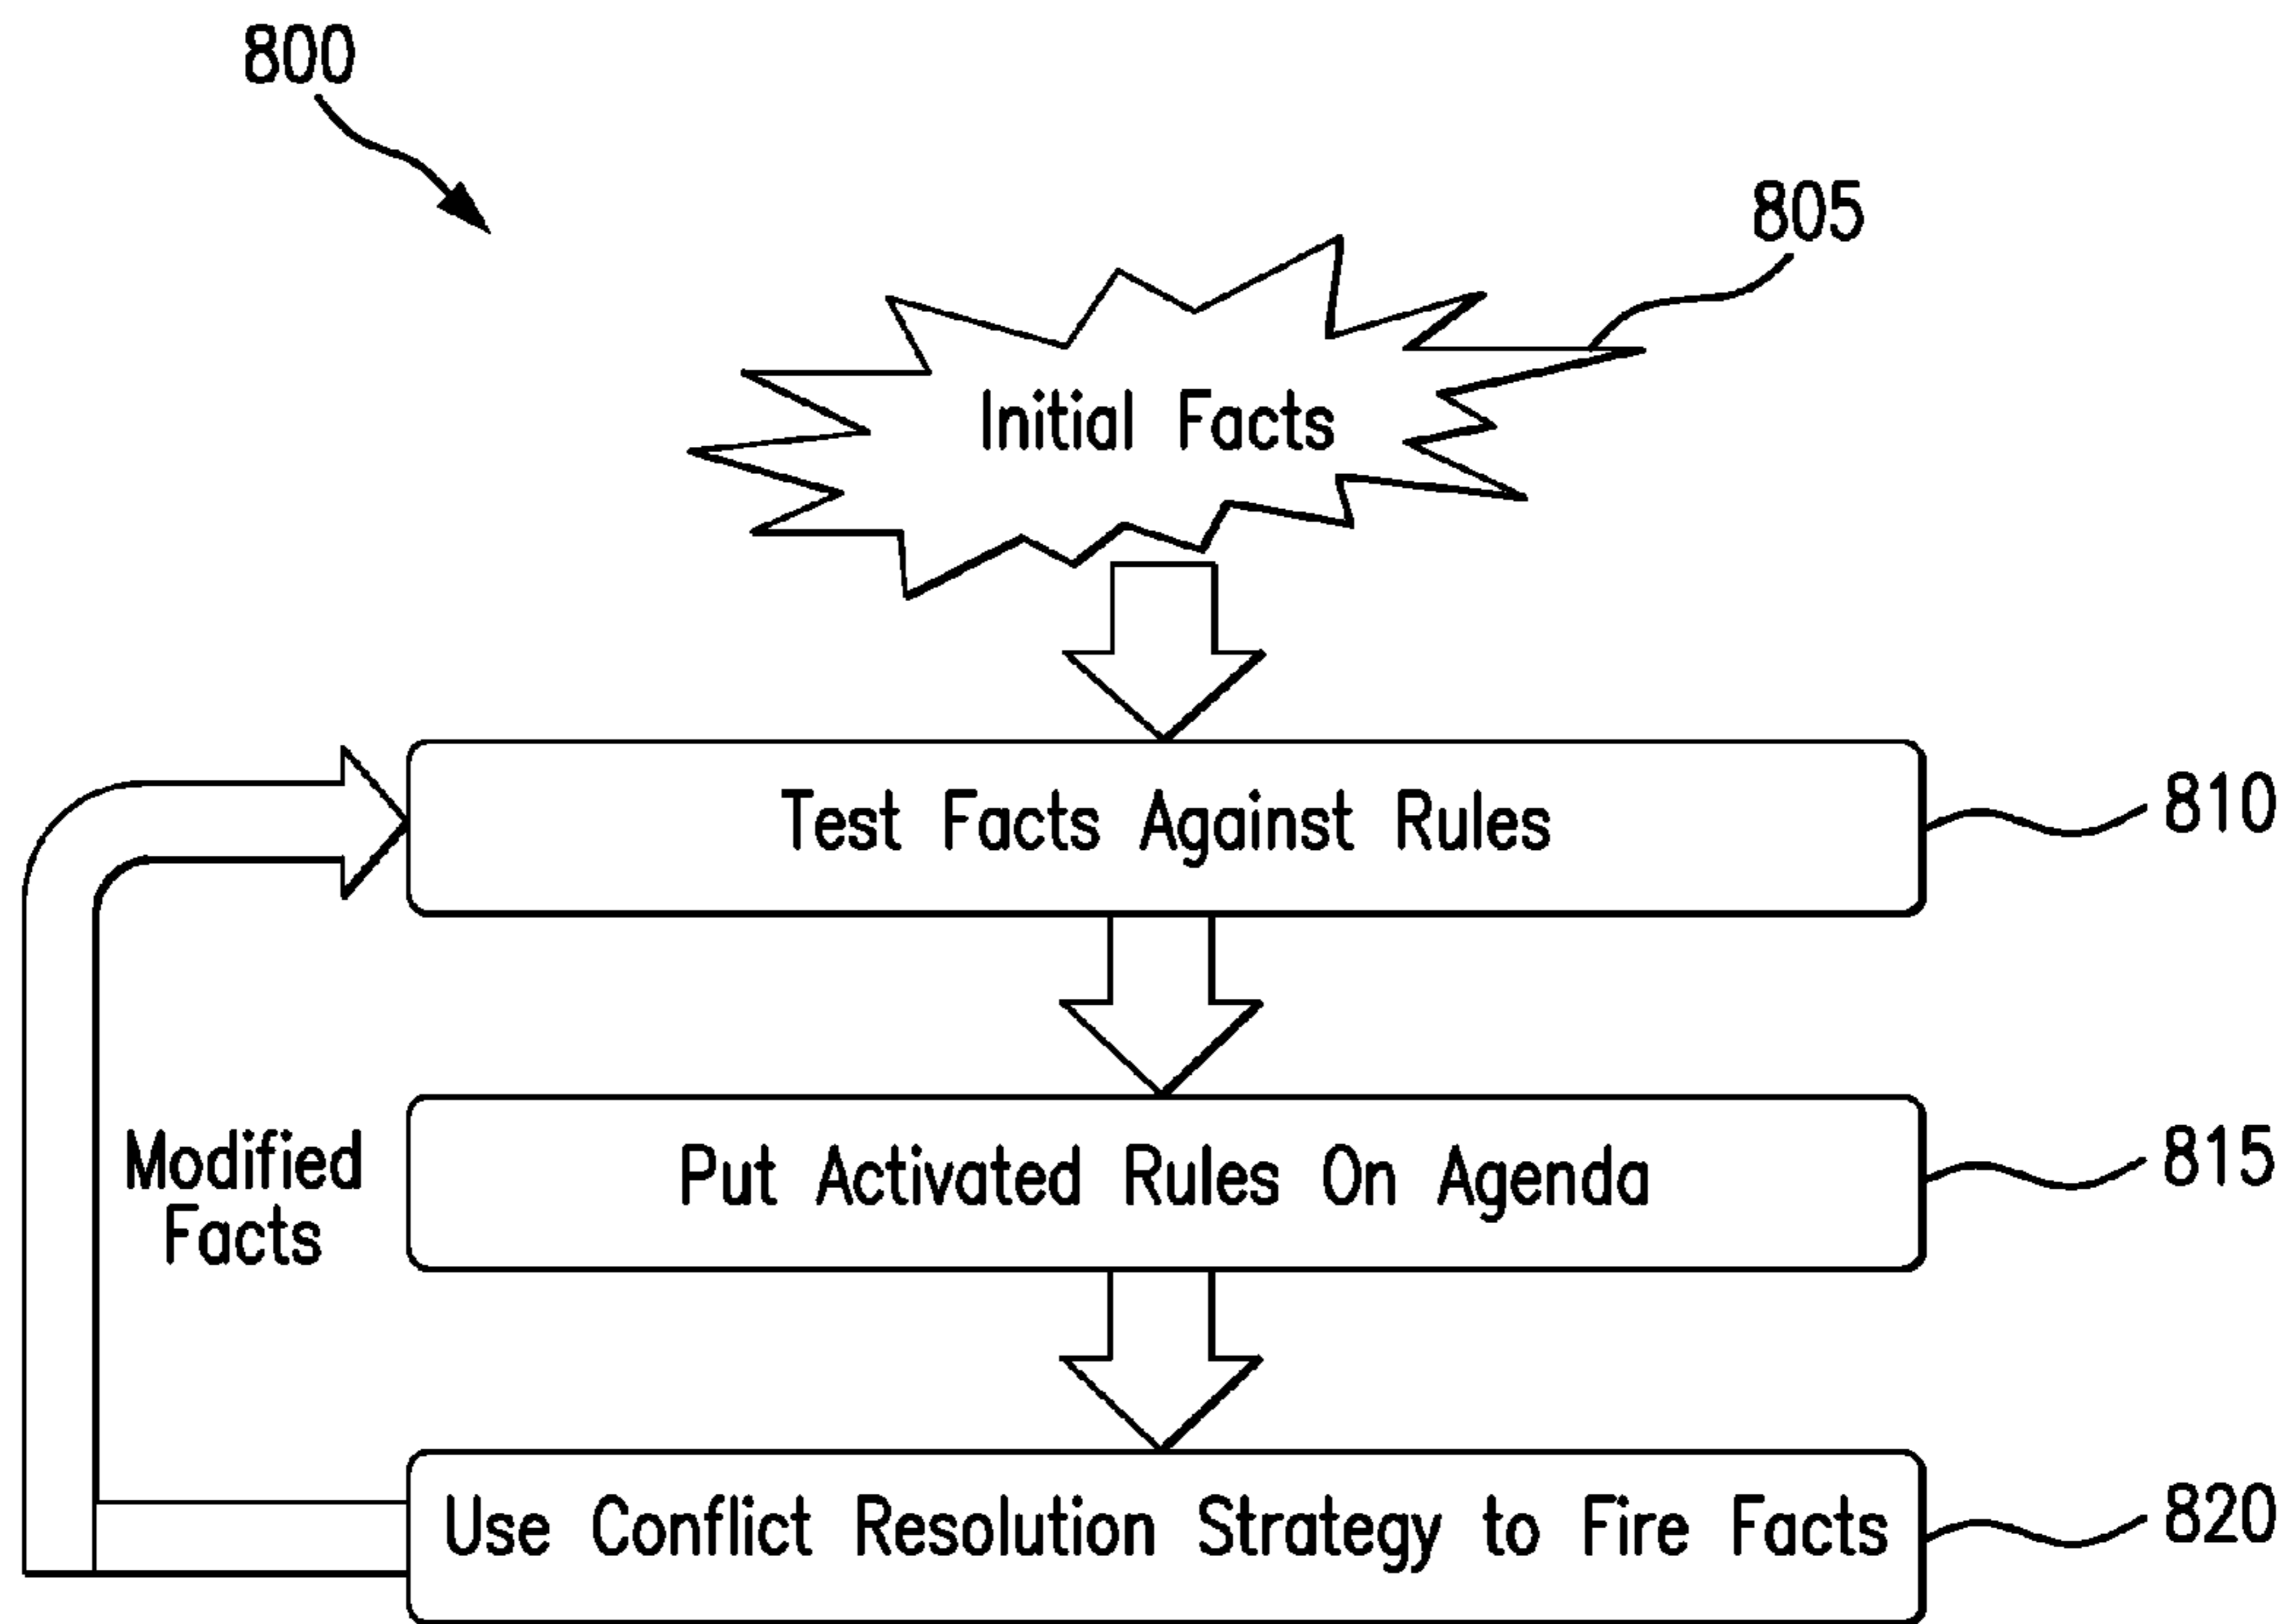 800
805
Initial Facts
Test Facts Against Rules
810
Modified
Facts
Put Activated Rules On Agenda
815
Use Conflict Resolution Strategy to Fire Facts
820